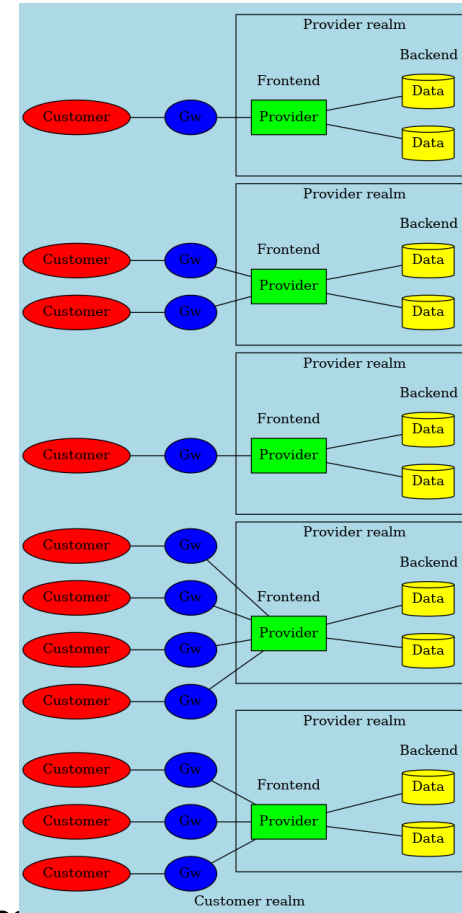 Provider realm
Backend
Frontend
Data
Customer Gw Provider
Data
Provider realm
Backend
Frontend
Customer Gw Data
Provider
Customer Gw Data
Provider realm
Backend
Frontend
Data
Customer Gw Provider
Data
Provider realm
Customer Gw
Backend
Frontend
Customer Gw Data
Provider
Customer Gw Data
Customer Gw
Provider realm
Backend
Customer Gw
Frontend
Data
Customer Gw Provider
Data
Customer Gw
Customer realm